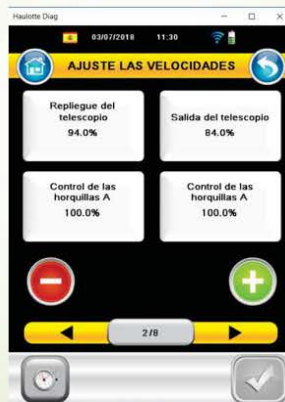 Haulotte Diag
03/07/2018 11:30
AJUSTE LAS VELOCIDADES
Repliegue del
telescopio
94.0%
Salida del telescopio
84.0%
Control de las
horquillas A
100.0%
Control de las
horquillas A
100.0%
2/8